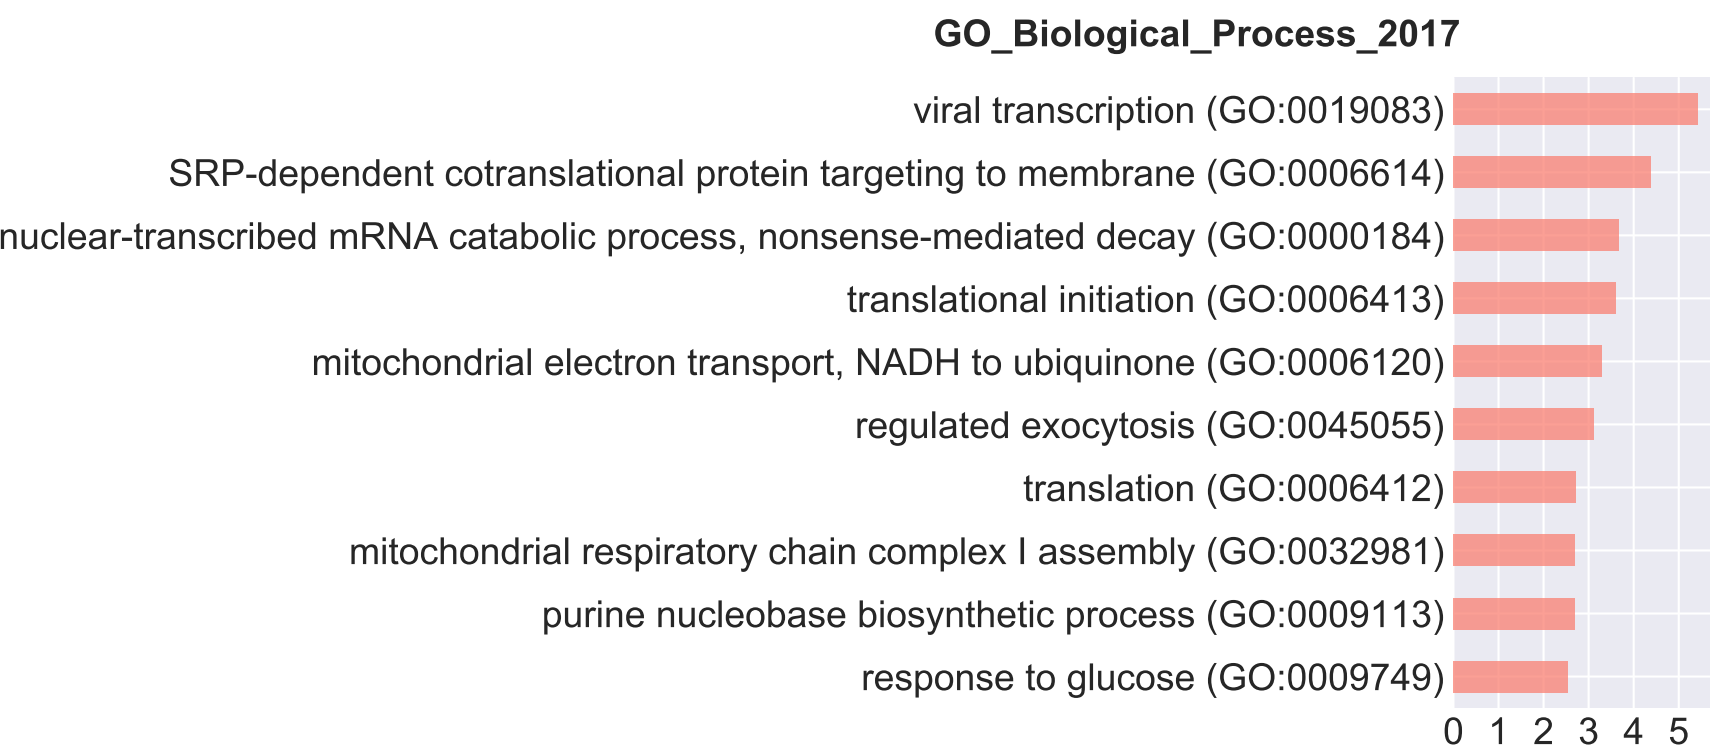 GO_Biological_Process_2017
viral transcription (GO:0019083)
SRP-dependent cotranslational protein targeting to membrane (GO:0006614)
nuclear-transcribed mRNA catabolic process, nonsense-mediated decay (GO:0000184)
translational initiation (GO:0006413)
mitochondrial electron transport, NADH to ubiquinone (GO:0006120)
regulated exocytosis (GO:0045055)
translation (GO:0006412)
mitochondrial respiratory chain complex I assembly (GO:0032981)
purine nucleobase biosynthetic process (GO:0009113)
response to glucose (GO:0009749)
0 1 2 3 4 5